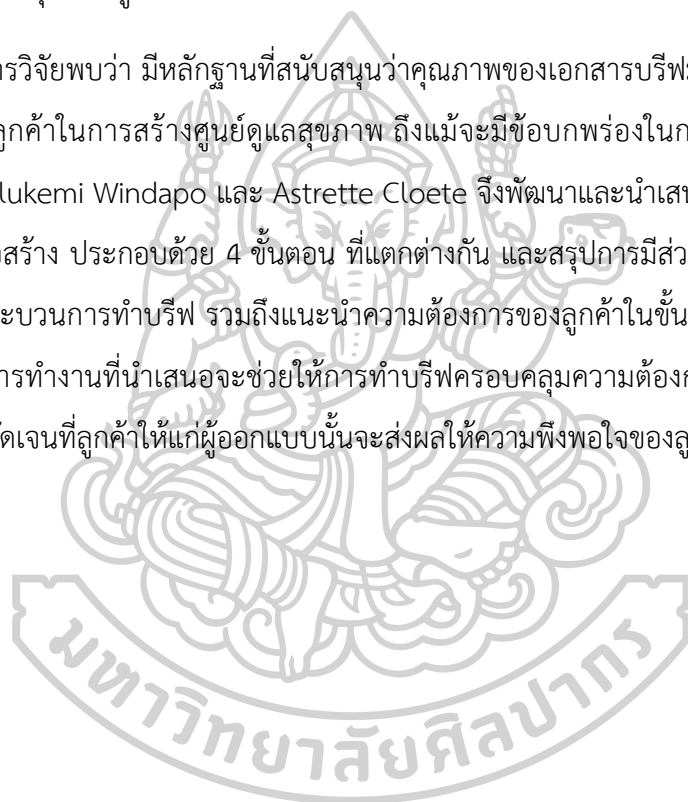 ารวิจัยพบว่า มีหลักฐานที่สนับสนุนว่าคุณภาพของเอกสารบรีฟ
ลูกค้าในการสร้างศูนย์ดูแลสุขภาพ ถึงแม้จะมีข้อบกพร่องในก
lukemi Windapo และ Astrette Cloete จึงพัฒนาและนำเส
สร้าง ประกอบด้วย 4 ขั้นตอน ที่แตกต่างกัน และสรุปการมีส่ว
ะบวนการทำบรีฟ รวมถึงแนะนำความต้องการของลูกค้าในขั้น
ารทำงานที่นำเสนอจะช่วยให้การทำบรีฟครอบคลุมความต้องก
ัดเจนที่ลูกค้าให้แก่ผู้ออกแบบนั้นจะส่งผลให้ความพึงพอใจของลู
มหาวิทยาลัยศิลปากร